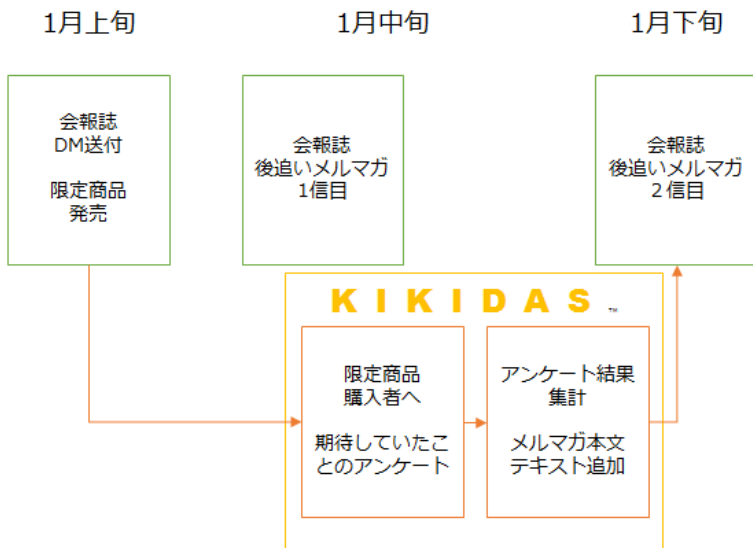 1月上旬
1月中旬
1月下旬
会報誌
DM送付
限定商品
発売
会報誌
後追いメルマガ
1信目
会報誌
後追いメルマガ
２信目
KIKIDAS™
限定商品
購入者へ
期待していたこ
とのアンケート
アンケート結果
集計
メルマガ本文
テキスト追加